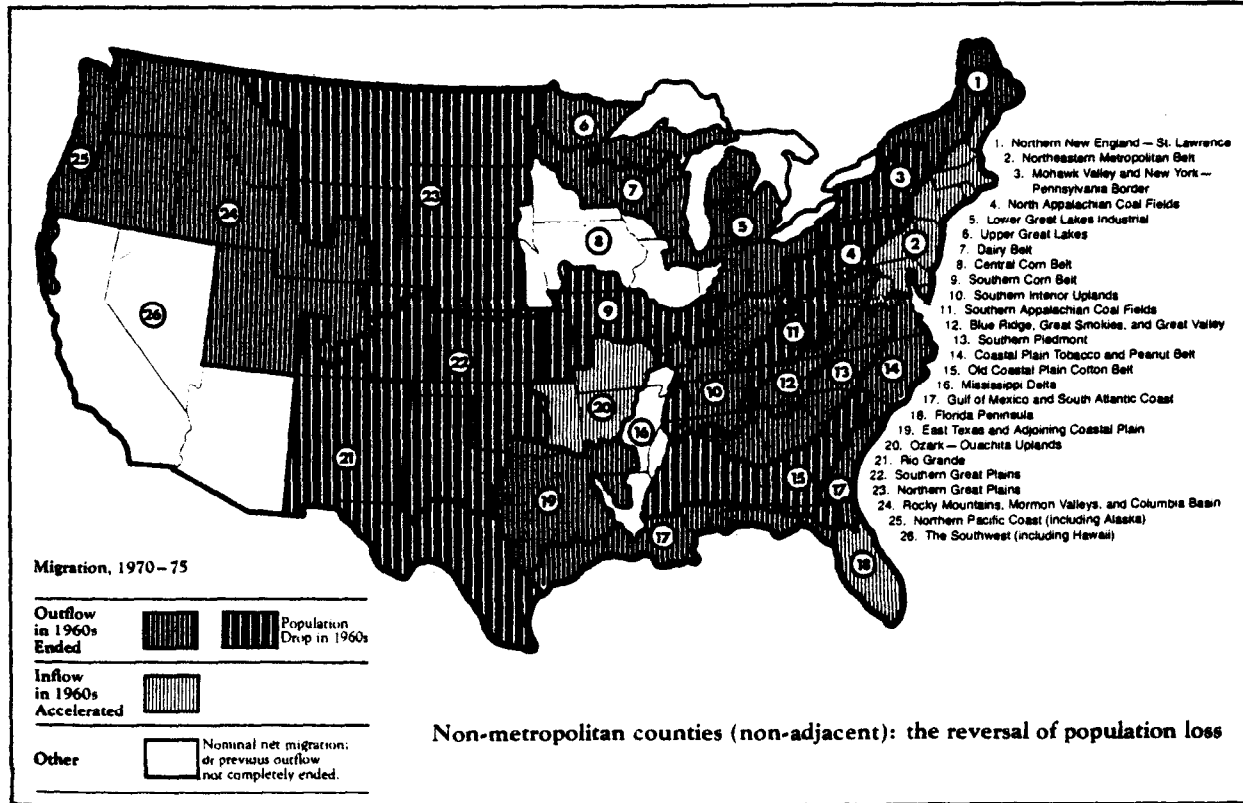 1. Northern New England — St. Lawrence
2. Northeastern Metropolitan Belt
3. Mohawk Valley and New York —
Pennsylvania Border
4. North Appalachian Coal Fields
5. Lower Great Lakes Industrial
6. Upper Great Lakes
7. Dairy Belt
8. Central Corn Belt
9. Southern Corn Belt
10. Southern Interior Uplands
11. Southern Appalachian Coal Fields
12. Blue Ridge, Great Smokies, and Great Valley
13. Southern Piedmont
14. Coastal Plain Tobacco and Peanut Belt
15. Old Coastal Plain Cotton Belt
16. Mississippi Delta
17. Gulf of Mexico and South Atlantic Coast
18. Florida Peninsula
19. East Texas and Adjoining Coastal Plain
20. Ozark — Ouachita Uplands
21. Rio Grande
22. Southern Great Plains
23. Northern Great Plains
24. Rocky Mountains, Mormon Valleys, and Columbia Basin
25. Northern Pacific Coast (including Alaska)
26. The Southwest (including Hawaii)
1
6
25
3
7
23
24
5
8
2
4
26
9
11
22
10
12
13
14
20
16
21
15
19
17
17
18
Migration, 1970–75
Outflow
in 1960s
Ended
Population
Drop in 1960s
Inflow
in 1960s
Accelerated
Other
Nominal net migration;
or previous outflow
not completely ended.
Non-metropolitan counties (non-adjacent): the reversal of population loss